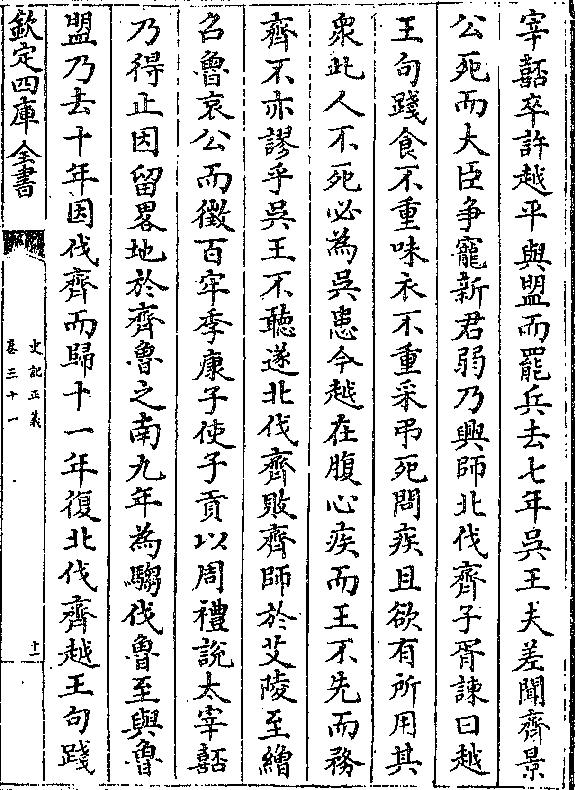 宰嚭卒許越平與盟而罷兵去七年吳王夫差聞齊景
公死而大臣争寵新君弱乃興師北伐齊子胥諫曰越
王句踐食不重味衣不重采弔死問疾且欲有所用其
衆此人不死必為吳患今越在腹心疾而王不先而務
齊不亦謬乎吳王不聽遂北伐齊敗齊師於艾陵至繒
召魯哀公而徵百牢季康子使子貢以周禮說太宰嚭
乃得止因留畧地於齊魯之南九年為騶伐魯至與魯
盟乃去十年因伐齊而歸十一年復北伐齊越王句踐
欽定四庫全書
史記正義
卷三十一
十